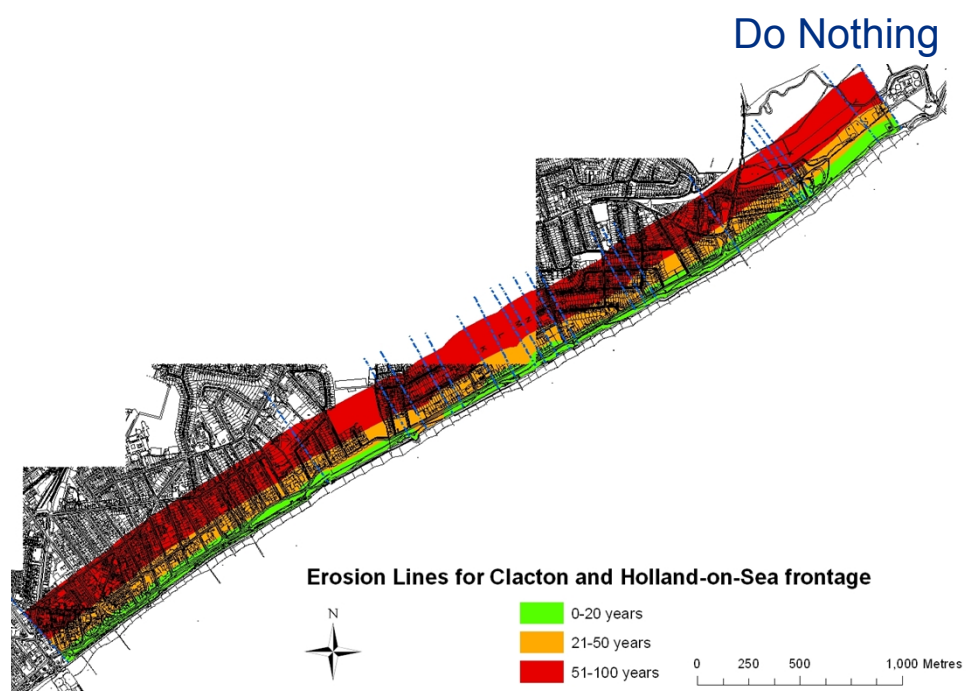 Do Nothing
Erosion Lines for Clacton and Holland-on-Sea frontage
N
0-20 years
21-50 years
51-100 years
0 250 500 1,000 Metres